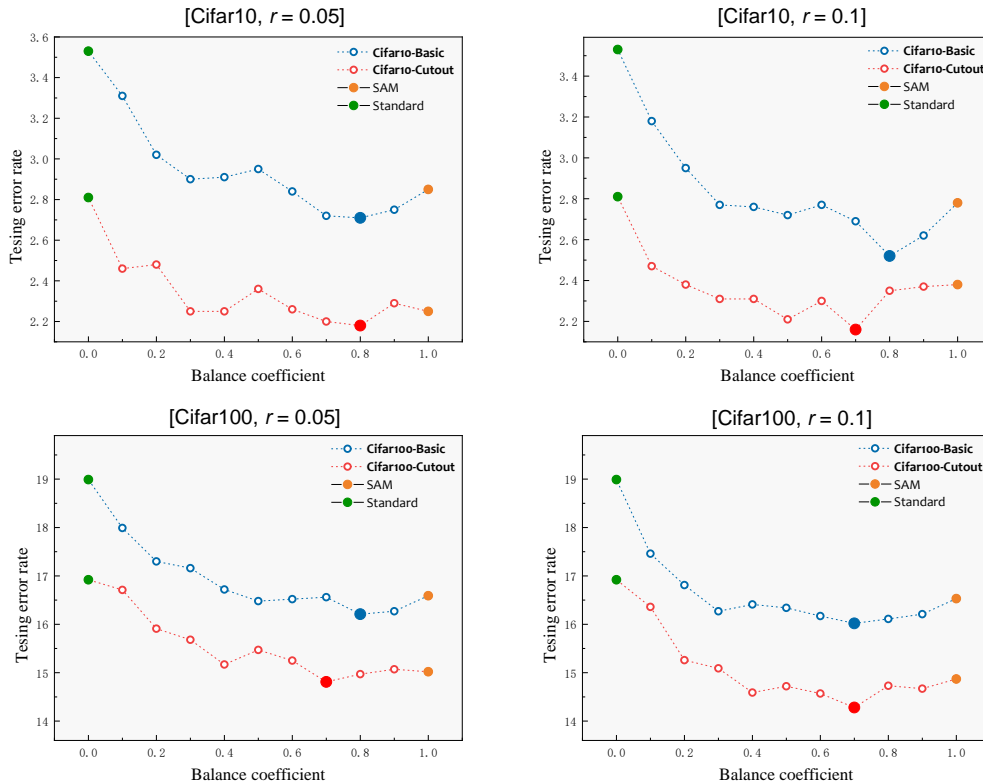 [Cifar10, r = 0.05]
3.6
3.4
3.2
3.0
2.8
2.6
2.4
2.2
Tesing error rate
Cifar10-Basic
Cifar10-Cutout
SAM
Standard
0.0 0.2 0.4 0.6 0.8 1.0
Balance coefficient
[Cifar10, r = 0.1]
3.4
3.2
3.0
2.8
2.6
2.4
2.2
Tesing error rate
Cifar10-Basic
Cifar10-Cutout
SAM
Standard
0.0 0.2 0.4 0.6 0.8 1.0
Balance coefficient
[Cifar100, r = 0.05]
19
18
17
16
15
14
Tesing error rate
Cifar100-Basic
Cifar100-Cutout
SAM
Standard
0.0 0.2 0.4 0.6 0.8 1.0
Balance coefficient
[Cifar100, r = 0.1]
19
18
17
16
15
14
Tesing error rate
Cifar100-Basic
Cifar100-Cutout
SAM
Standard
0.0 0.2 0.4 0.6 0.8 1.0
Balance coefficient